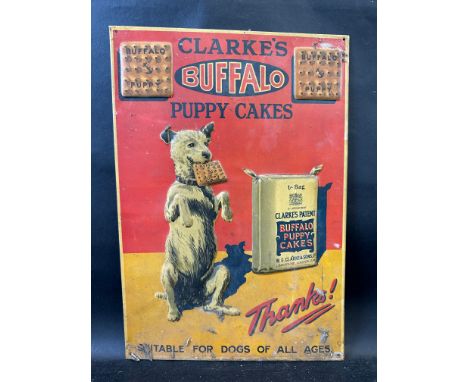 CLARKE'S
BUFFALO
PUPPY CAKES
BUFFALO
PUPPY
BUFFALO
PUPPY
Bag
CLARKE'S PATENT
BUFFALO
PUPPY
CAKES
Thanks!
SUITABLE FOR DOGS OF ALL AGES.